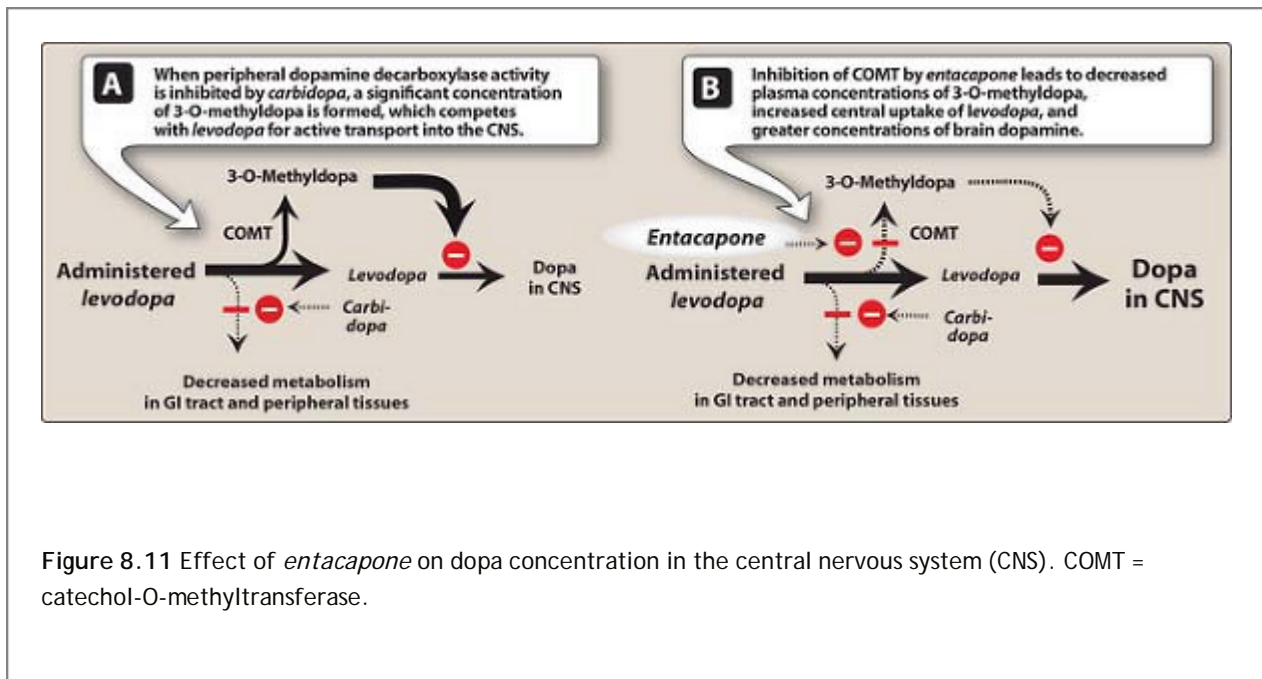 A
When peripheral dopamine decarboxylase activity
is inhibited by carbidopa, a significant concentration
of 3-O-methyldopa is formed, which competes
with levodopa for active transport into the CNS.
3-O-Methyldopa
COMT
Administered
levodopa
Levodopa
Dopa
in CNS
Carbi-
dopa
Decreased metabolism
in GI tract and peripheral tissues
B
Inhibition of COMT by entacapone leads to decreased
plasma concentrations of 3-O-methyldopa,
increased central uptake of levodopa, and
greater concentrations of brain dopamine.
3-O-Methyldopa
Entacapone
COMT
Administered
levodopa
Levodopa
Dopa
in CNS
Carbi-
dopa
Decreased metabolism
in GI tract and peripheral tissues
Figure 8.11 Effect of entacapone on dopa concentration in the central nervous system (CNS). COMT =
catechol-O-methyltransferase.